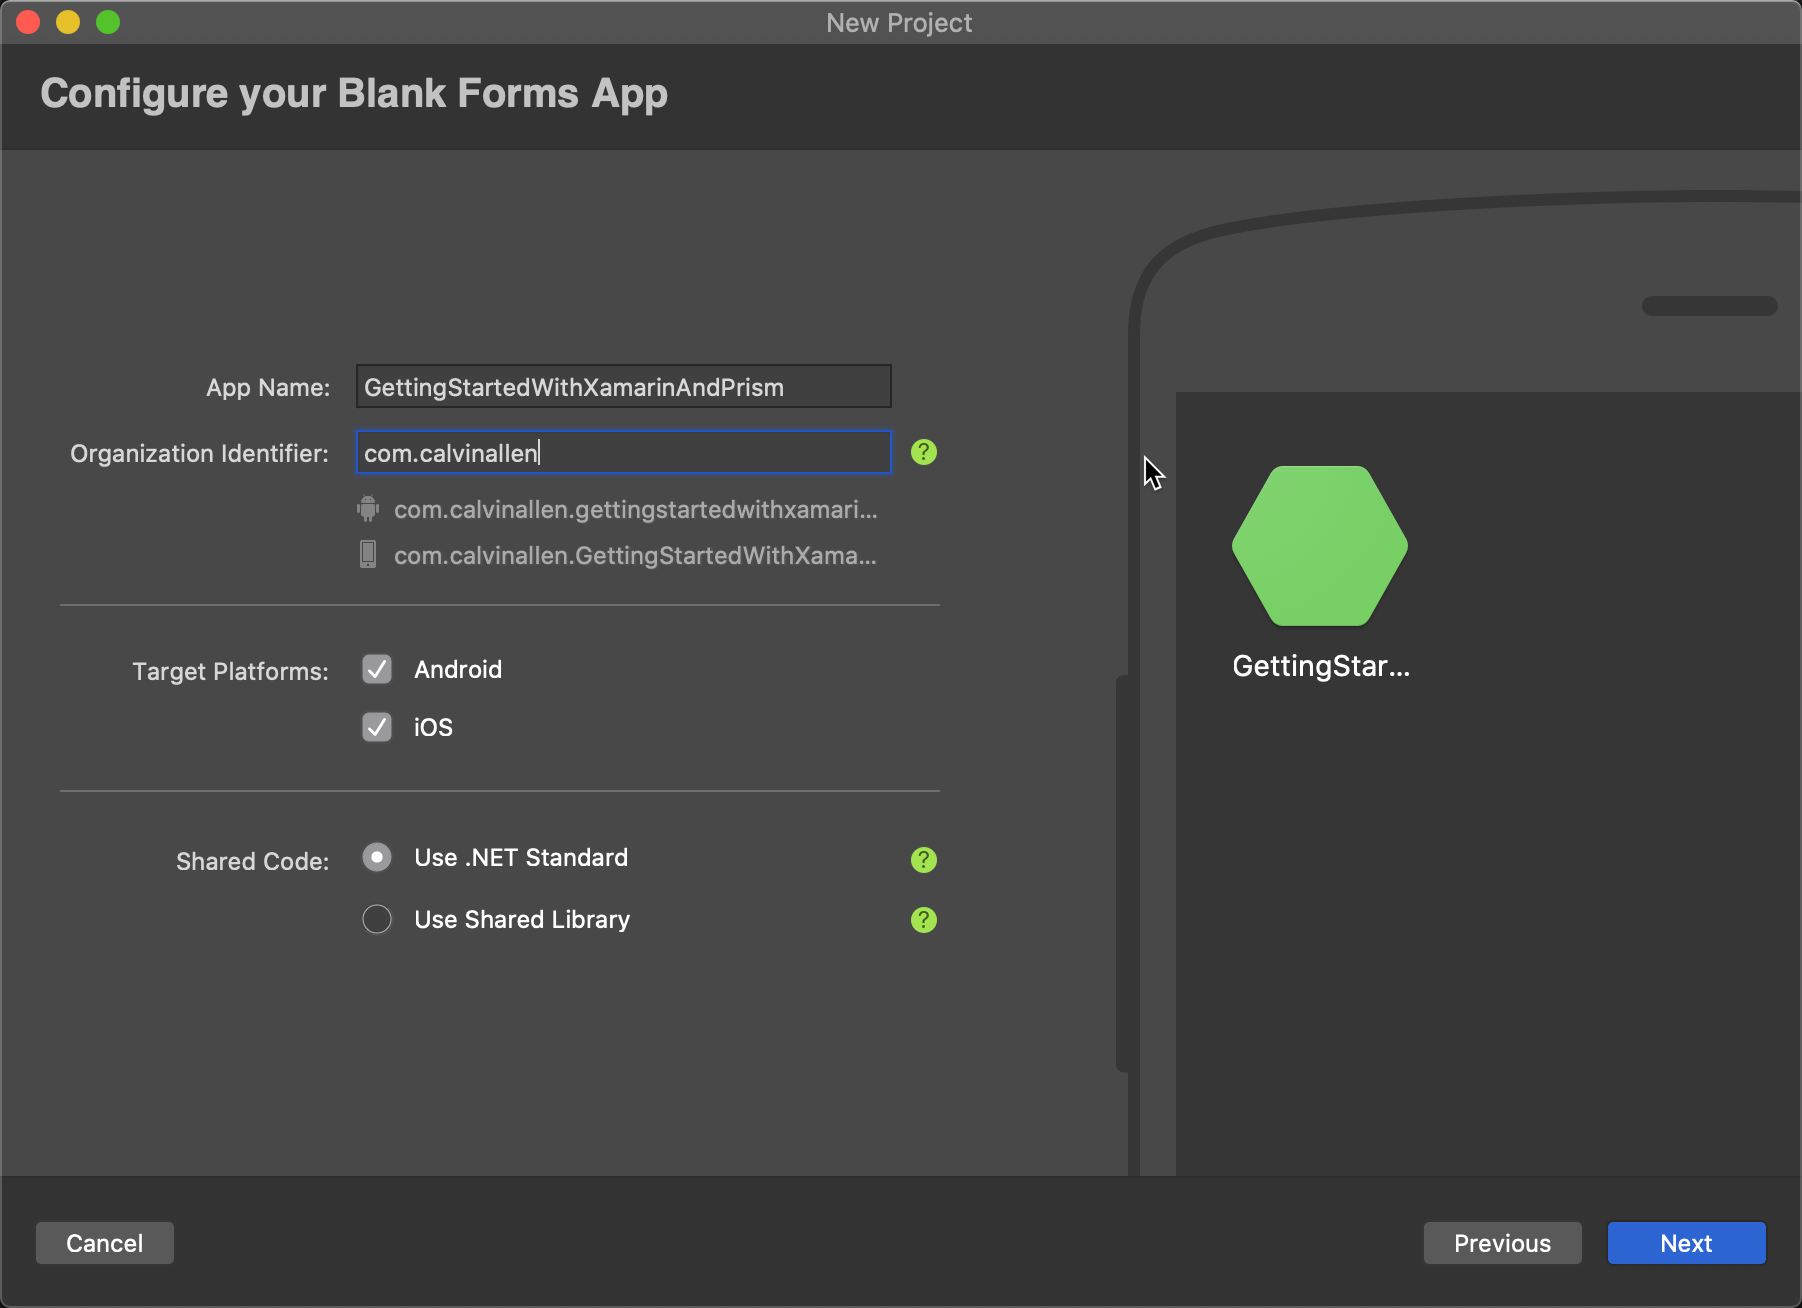 New Project
Configure your Blank Forms App
App Name: GettingStartedWithXamarinAndPrism
Organization Identifier: com.calvinallen ?
com.calvinallen.gettingstartedwithxamari...
com.calvinallen.GettingStartedWithXama...
GettingStar...
Target Platforms: Android
iOS
Shared Code: Use .NET Standard ?
Use Shared Library ?
Cancel Previous Next